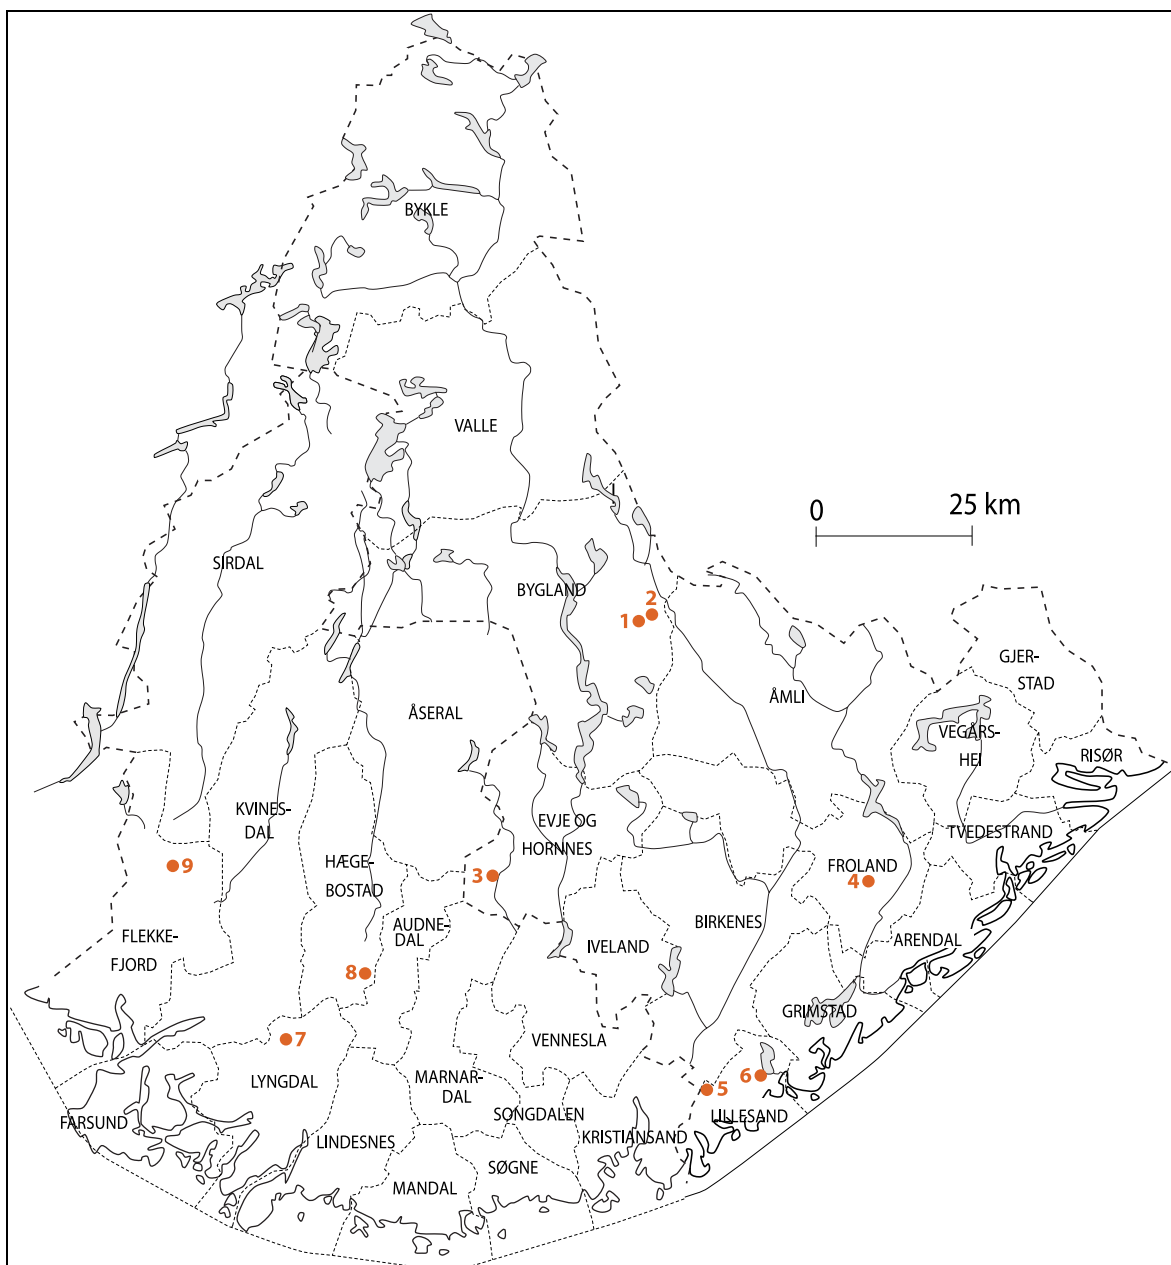 BYKLE
VALLE
0 25 km
SIRDAL
BYGLAND
2
1
GJER-
STAD
ÅMLI
ÅSERAL
VEGÅRS-
HEI
RISØR
KVINES-
DAL
EVJE OG
HORNNES
TVEDESTRAND
HÆGE-
BOSTAD
9
3
FROLAND
4
AUDNE-
DAL
BIRKENES
FLEKKE-
FJORD
IVELAND
ARENDAL
8
GRIMSTAD
7
VENNESLA
LYNGDAL
MARNAR-
DAL
6
5
FARSUND
SONGDALEN
LILLESAND
LINDESNES
KRISTIANSAND
SØGNE
MANDAL